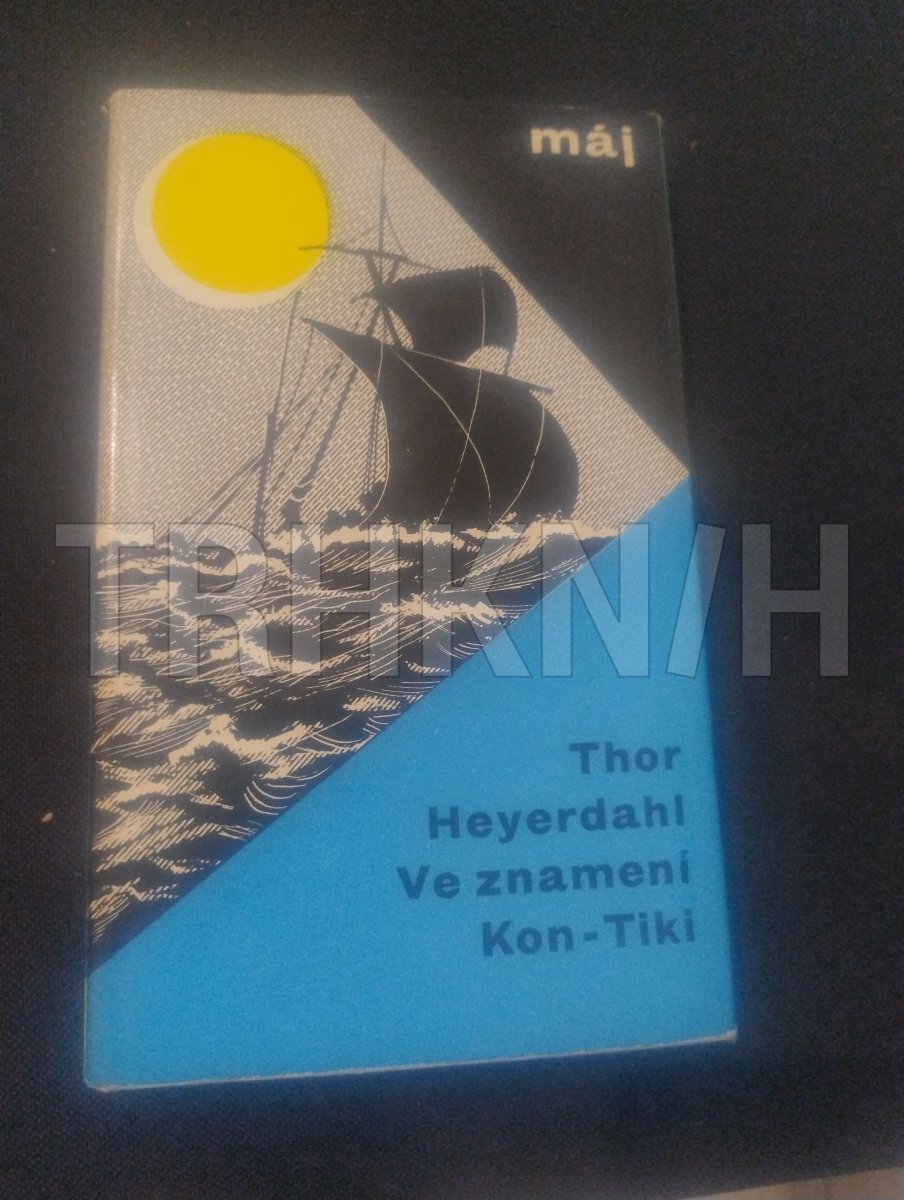 máj
TRHKNIH
Thor
Heyerdahl
Ve znamení
Kon-Tiki